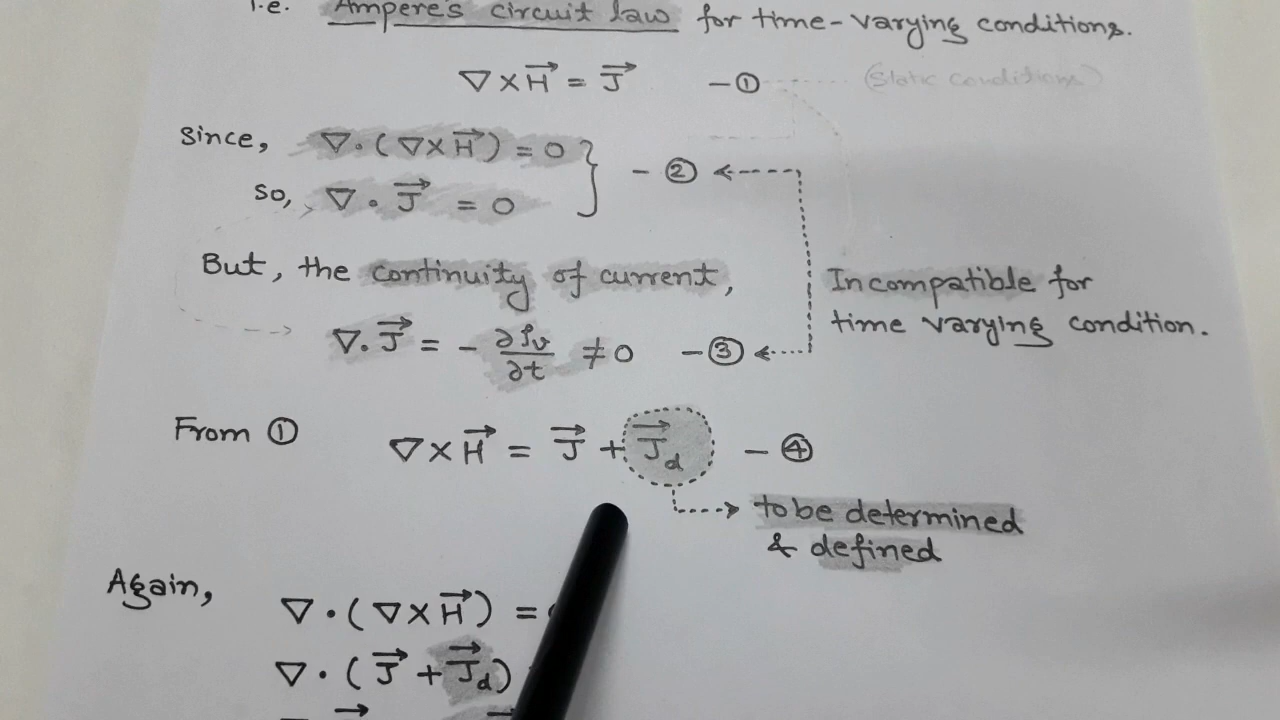 i.e. Ampere's circuit law for time-varying conditions.
∇×H⃗ = J⃗ -① (Static conditions)
Since, ∇·(∇×H⃗) = 0
so, ∇·J⃗ = 0 } -②
But, the continuity of current,
∇·J⃗ = -∂ρᵥ/∂t ≠ 0 -③
Incompatible for
time varying condition.
From ① ∇×H⃗ = J⃗ + J⃗d -④
to be determined
& defined
Again, ∇·(∇×H⃗) =
∇·(J⃗ + J⃗d)